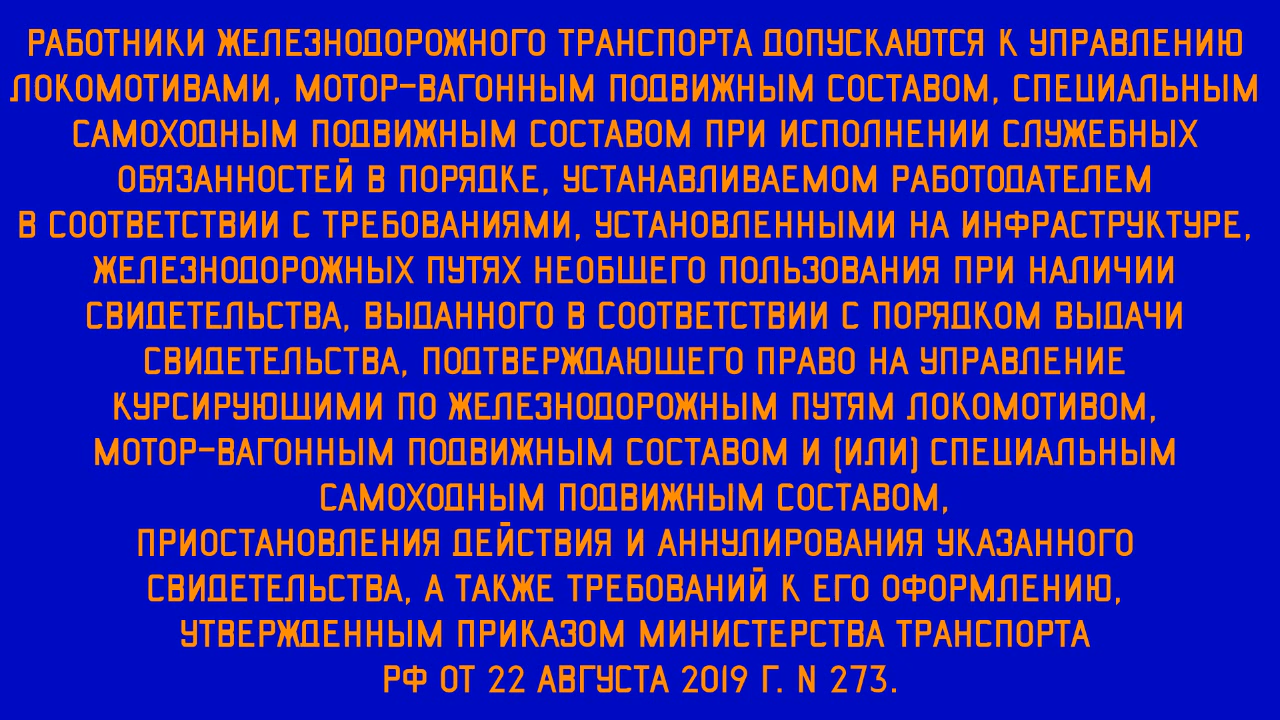 РАБОТНИКИ ЖЕЛЕЗНОДОРОЖНОГО ТРАНСПОРТА ДОПУСКАЮТСЯ К УПРАВЛЕНИЮ
ЛОКОМОТИВАМИ, МОТОР-ВАГОННЫМ ПОДВИЖНЫМ СОСТАВОМ, СПЕЦИАЛЬНЫМ
САМОХОДНЫМ ПОДВИЖНЫМ СОСТАВОМ ПРИ ИСПОЛНЕНИИ СЛУЖЕБНЫХ
ОБЯЗАННОСТЕЙ В ПОРЯДКЕ, УСТАНАВЛИВАЕМОМ РАБОТОДАТЕЛЕМ
В СООТВЕТСТВИИ С ТРЕБОВАНИЯМИ, УСТАНОВЛЕННЫМИ НА ИНФРАСТРУКТУРЕ,
ЖЕЛЕЗНОДОРОЖНЫХ ПУТЯХ НЕОБЩЕГО ПОЛЬЗОВАНИЯ ПРИ НАЛИЧИИ
СВИДЕТЕЛЬСТВА, ВЫДАННОГО В СООТВЕТСТВИИ С ПОРЯДКОМ ВЫДАЧИ
СВИДЕТЕЛЬСТВА, ПОДТВЕРЖДАЮЩЕГО ПРАВО НА УПРАВЛЕНИЕ
КУРСИРУЮЩИМИ ПО ЖЕЛЕЗНОДОРОЖНЫМ ПУТЯМ ЛОКОМОТИВОМ,
МОТОР-ВАГОННЫМ ПОДВИЖНЫМ СОСТАВОМ И (ИЛИ) СПЕЦИАЛЬНЫМ
САМОХОДНЫМ ПОДВИЖНЫМ СОСТАВОМ,
ПРИОСТАНОВЛЕНИЯ ДЕЙСТВИЯ И АННУЛИРОВАНИЯ УКАЗАННОГО
СВИДЕТЕЛЬСТВА, А ТАКЖЕ ТРЕБОВАНИЙ К ЕГО ОФОРМЛЕНИЮ,
УТВЕРЖДЕННЫМ ПРИКАЗОМ МИНИСТЕРСТВА ТРАНСПОРТА
РФ ОТ 22 АВГУСТА 2019 Г. N 273.